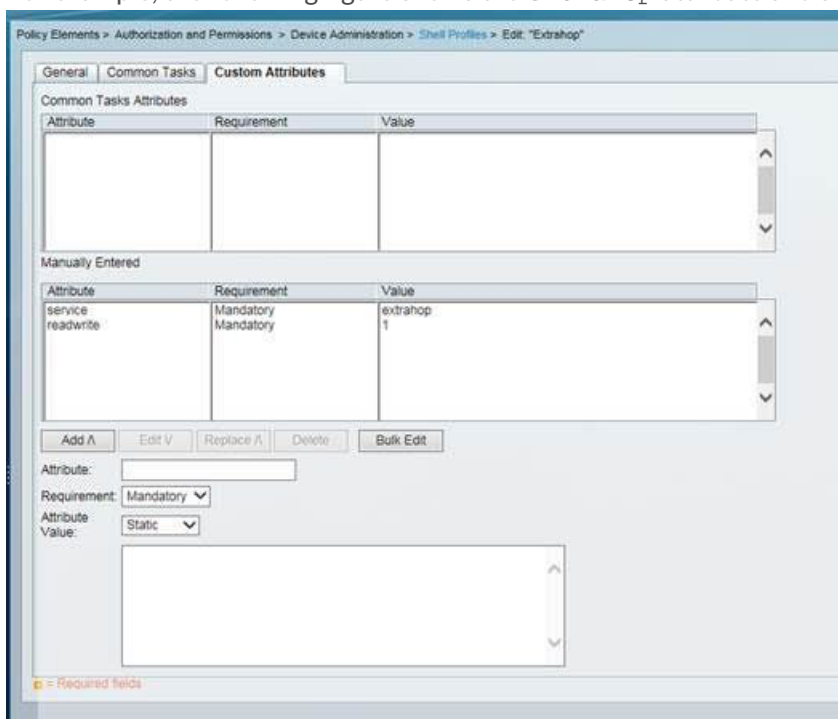 Policy Elements > Authorization and Permissions > Device Administration > Shell Profiles > Edit: "Extrahop"
General Common Tasks Custom Attributes
Common Tasks Attributes
Attribute Requirement Value
Manually Entered
Attribute Requirement Value
service Mandatory extrahop
readwrite Mandatory 1
Add /\ Edit V Replace /\ Delete Bulk Edit
Attribute:
Requirement: Mandatory
Attribute Value: Static
= Required fields